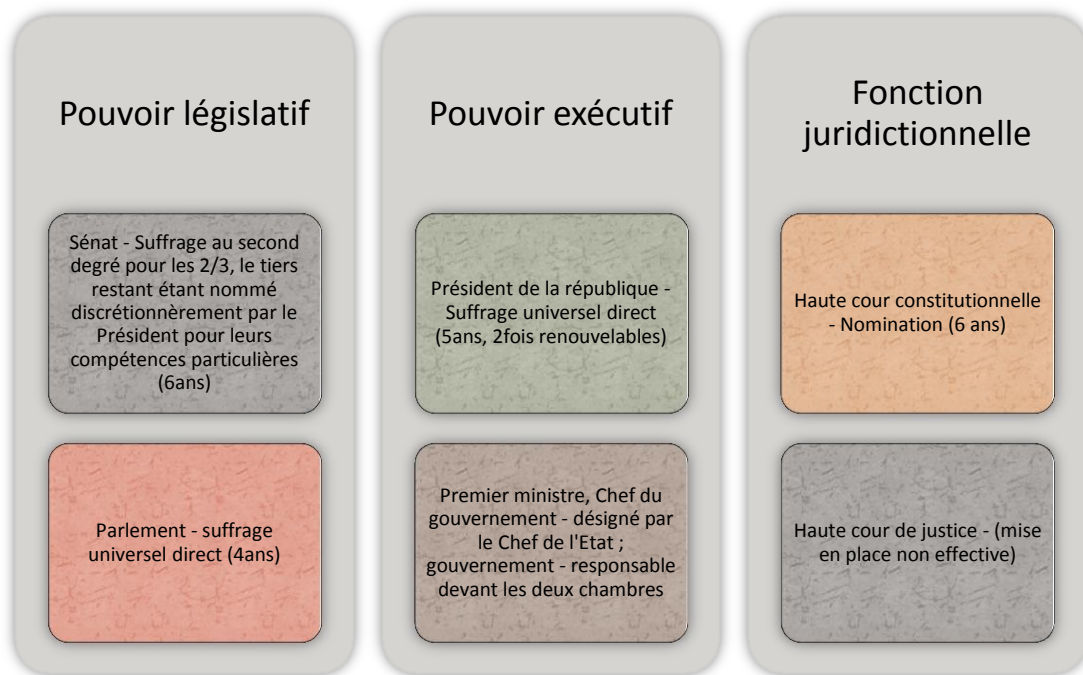 Pouvoir législatif
Sénat - Suffrage au second
degré pour les 2/3, le tiers
restant étant nommé
discrétionnèrement par le
Président pour leurs
compétences particulières
(6ans)
Parlement - suffrage
universel direct (4ans)
Pouvoir exécutif
Président de la république -
Suffrage universel direct
(5ans, 2fois renouvelables)
Premier ministre, Chef du
gouvernement - désigné par
le Chef de l'Etat ;
gouvernement - responsable
devant les deux chambres
Fonction
juridictionnelle
Haute cour constitutionnelle
- Nomination (6 ans)
Haute cour de justice - (mise
en place non effective)